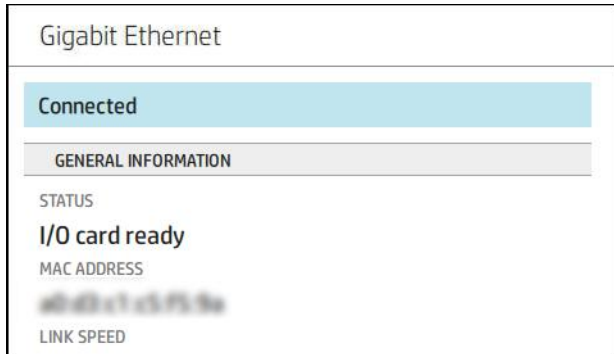 Gigabit Ethernet
Connected
GENERAL INFORMATION
STATUS
I/O card ready
MAC ADDRESS
LINK SPEED